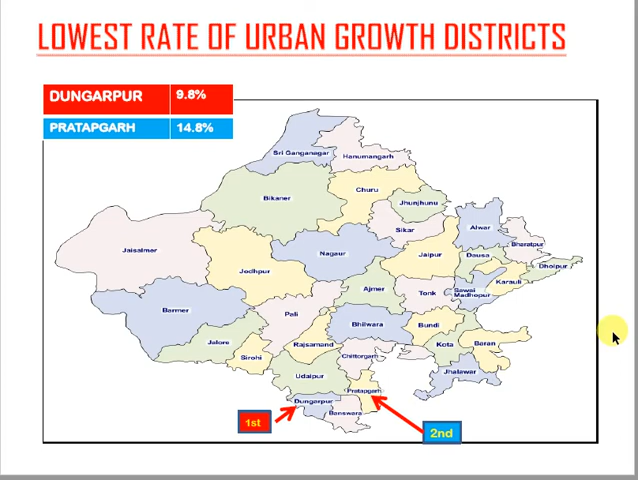 LOWEST RATE OF URBAN GROWTH DISTRICTS
DUNGARPUR 9.8%
PRATAPGARH 14.8%
Sri Ganganagar
Hanumangarh
Churu
Bikaner
Jhunjhunu
Sikar
Alwar
Bharatpur
Jaisalmer
Nagaur
Jaipur
Dausa
Dholpur
Jodhpur
Karauli
Ajmer
Tonk
Sawai
Madhopur
Barmer
Pali
Bhilwara
Bundi
Jalore
Rajsamand
Kota
Baran
Sirohi
Chittorgarh
Udaipur
Jhalawar
Pratapgarh
Dungarpur
Banswara
1st
2nd